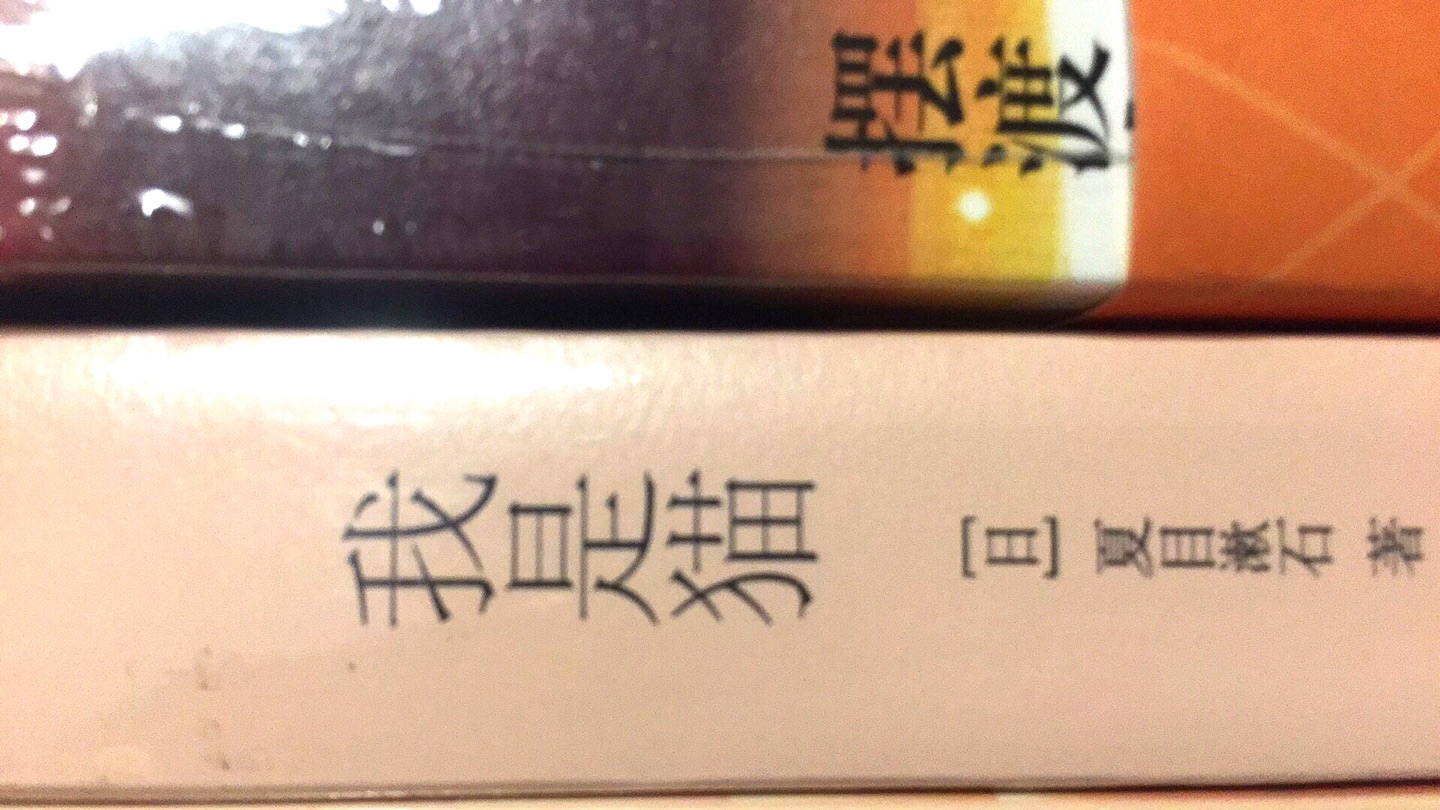 摆渡
我是猫 [日] 夏目漱石 著